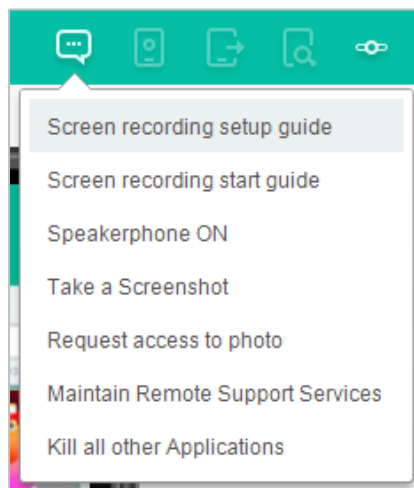 Screen recording setup guide
Screen recording start guide
Speakerphone ON
Take a Screenshot
Request access to photo
Maintain Remote Support Services
Kill all other Applications